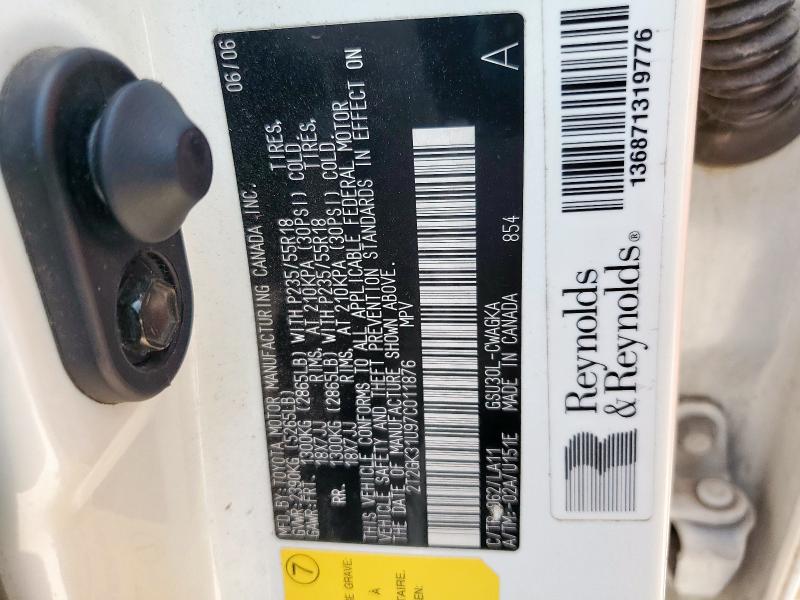 MFD.BY:TOYOTA MOTOR MANUFACTURING CANADA INC. 06/06
GVWR:2390KG (5265LB)
GAWR:FRT. 1300KG (2865LB) WITH P235/55R18 TIRES,
18X7JJ RIMS, AT 210KPA (30PSI) COLD.
RR. 1300KG (2865LB) WITH P235/55R18 TIRES,
18X7JJ RIMS, AT 210KPA (30PSI) COLD.
THIS VEHICLE CONFORMS TO ALL APPLICABLE FEDERAL MOTOR
VEHICLE SAFETY AND THEFT PREVENTION STANDARDS IN EFFECT ON
THE DATE OF MANUFACTURE SHOWN ABOVE.
2T2GK31U97C011876 MPV
A
C/TR: 062/LA11 GSU30L-CWAGKA 854
A/TM:-02A/U151E MADE IN CANADA
Reynolds
& Reynolds®
136871319776
7
E GRAVE:
À
TAIRE.
EN: